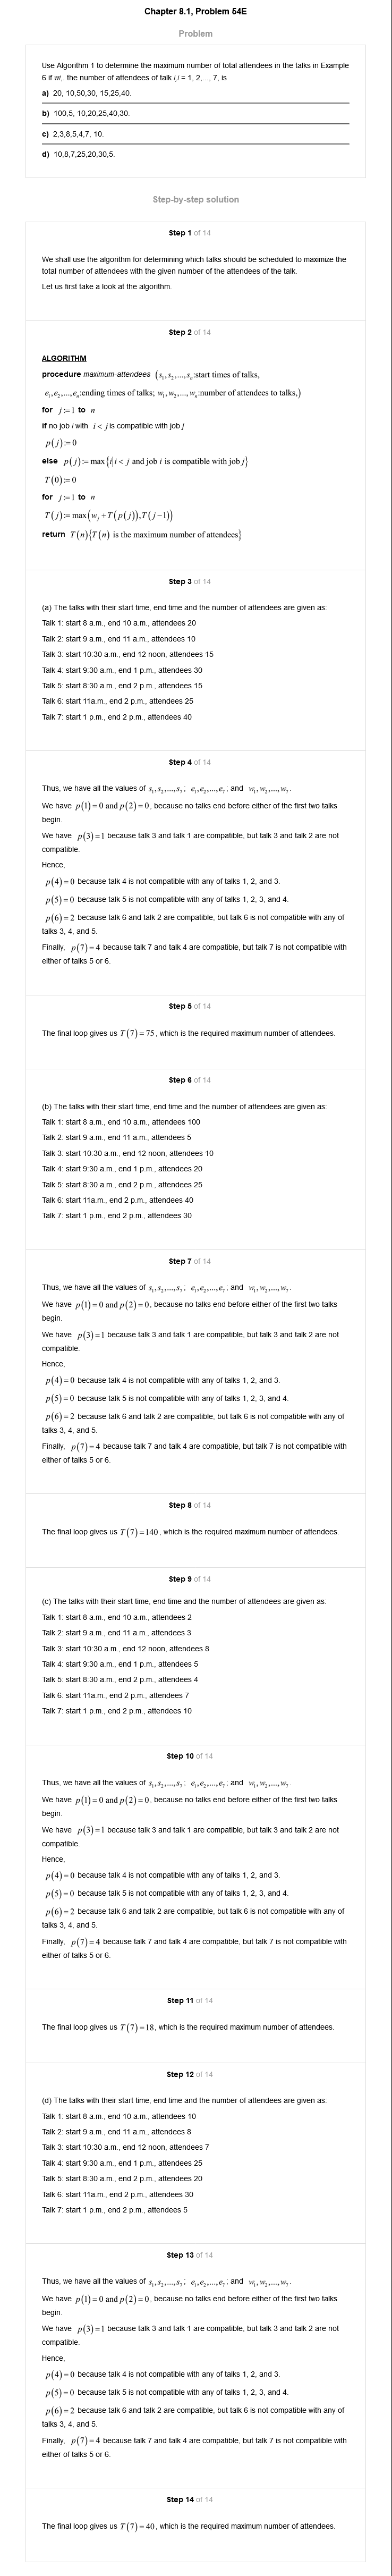 Chapter 8.1, Problem 54E
Problem
Use Algorithm 1 to determine the maximum number of total attendees in the talks in Example
6 if wi,. the number of attendees of talk i,i = 1, 2,..., 7, is
a) 20, 10,50,30, 15,25,40.
b) 100,5, 10,20,25,40,30.
c) 2,3,8,5,4,7, 10.
d) 10,8,7,25,20,30,5.
Step-by-step solution
Step 1 of 14
We shall use the algorithm for determining which talks should be scheduled to maximize the
total number of attendees with the given number of the attendees of the talk.
Let us first take a look at the algorithm.
Step 2 of 14
ALGORITHM
procedure maximum-attendees (s₁,s₂,...,sₙ:start times of talks,
e₁,e₂,...,eₙ:ending times of talks; w₁,w₂,...,wₙ:number of attendees to talks,)
for j:=1 to n
if no job i with i < j is compatible with job j
p(j):=0
else p(j):= max{i|i < j and job i is compatible with job j}
T(0):=0
for j:=1 to n
T(j):= max(wⱼ +T(p(j)),T(j−1))
return T(n){T(n) is the maximum number of attendees}
Step 3 of 14
(a) The talks with their start time, end time and the number of attendees are given as:
Talk 1: start 8 a.m., end 10 a.m., attendees 20
Talk 2: start 9 a.m., end 11 a.m., attendees 10
Talk 3: start 10:30 a.m., end 12 noon, attendees 15
Talk 4: start 9:30 a.m., end 1 p.m., attendees 30
Talk 5: start 8:30 a.m., end 2 p.m., attendees 15
Talk 6: start 11a.m., end 2 p.m., attendees 25
Talk 7: start 1 p.m., end 2 p.m., attendees 40
Step 4 of 14
Thus, we have all the values of s₁,s₂,...,s₇; e₁,e₂,...,e₇; and w₁,w₂,...,w₇.
We have p(1)=0 and p(2)=0, because no talks end before either of the first two talks
begin.
We have p(3)=1 because talk 3 and talk 1 are compatible, but talk 3 and talk 2 are not
compatible.
Hence,
p(4)=0 because talk 4 is not compatible with any of talks 1, 2, and 3.
p(5)=0 because talk 5 is not compatible with any of talks 1, 2, 3, and 4.
p(6)=2 because talk 6 and talk 2 are compatible, but talk 6 is not compatible with any of
talks 3, 4, and 5.
Finally, p(7)=4 because talk 7 and talk 4 are compatible, but talk 7 is not compatible with
either of talks 5 or 6.
Step 5 of 14
The final loop gives us T(7)=75, which is the required maximum number of attendees.
Step 6 of 14
(b) The talks with their start time, end time and the number of attendees are given as:
Talk 1: start 8 a.m., end 10 a.m., attendees 100
Talk 2: start 9 a.m., end 11 a.m., attendees 5
Talk 3: start 10:30 a.m., end 12 noon, attendees 10
Talk 4: start 9:30 a.m., end 1 p.m., attendees 20
Talk 5: start 8:30 a.m., end 2 p.m., attendees 25
Talk 6: start 11a.m., end 2 p.m., attendees 40
Talk 7: start 1 p.m., end 2 p.m., attendees 30
Step 7 of 14
Thus, we have all the values of s₁,s₂,...,s₇; e₁,e₂,...,e₇; and w₁,w₂,...,w₇.
We have p(1)=0 and p(2)=0, because no talks end before either of the first two talks
begin.
We have p(3)=1 because talk 3 and talk 1 are compatible, but talk 3 and talk 2 are not
compatible.
Hence,
p(4)=0 because talk 4 is not compatible with any of talks 1, 2, and 3.
p(5)=0 because talk 5 is not compatible with any of talks 1, 2, 3, and 4.
p(6)=2 because talk 6 and talk 2 are compatible, but talk 6 is not compatible with any of
talks 3, 4, and 5.
Finally, p(7)=4 because talk 7 and talk 4 are compatible, but talk 7 is not compatible with
either of talks 5 or 6.
Step 8 of 14
The final loop gives us T(7)=140, which is the required maximum number of attendees.
Step 9 of 14
(c) The talks with their start time, end time and the number of attendees are given as:
Talk 1: start 8 a.m., end 10 a.m., attendees 2
Talk 2: start 9 a.m., end 11 a.m., attendees 3
Talk 3: start 10:30 a.m., end 12 noon, attendees 8
Talk 4: start 9:30 a.m., end 1 p.m., attendees 5
Talk 5: start 8:30 a.m., end 2 p.m., attendees 4
Talk 6: start 11a.m., end 2 p.m., attendees 7
Talk 7: start 1 p.m., end 2 p.m., attendees 10
Step 10 of 14
Thus, we have all the values of s₁,s₂,...,s₇; e₁,e₂,...,e₇; and w₁,w₂,...,w₇.
We have p(1)=0 and p(2)=0, because no talks end before either of the first two talks
begin.
We have p(3)=1 because talk 3 and talk 1 are compatible, but talk 3 and talk 2 are not
compatible.
Hence,
p(4)=0 because talk 4 is not compatible with any of talks 1, 2, and 3.
p(5)=0 because talk 5 is not compatible with any of talks 1, 2, 3, and 4.
p(6)=2 because talk 6 and talk 2 are compatible, but talk 6 is not compatible with any of
talks 3, 4, and 5.
Finally, p(7)=4 because talk 7 and talk 4 are compatible, but talk 7 is not compatible with
either of talks 5 or 6.
Step 11 of 14
The final loop gives us T(7)=18, which is the required maximum number of attendees.
Step 12 of 14
(d) The talks with their start time, end time and the number of attendees are given as:
Talk 1: start 8 a.m., end 10 a.m., attendees 10
Talk 2: start 9 a.m., end 11 a.m., attendees 8
Talk 3: start 10:30 a.m., end 12 noon, attendees 7
Talk 4: start 9:30 a.m., end 1 p.m., attendees 25
Talk 5: start 8:30 a.m., end 2 p.m., attendees 20
Talk 6: start 11a.m., end 2 p.m., attendees 30
Talk 7: start 1 p.m., end 2 p.m., attendees 5
Step 13 of 14
Thus, we have all the values of s₁,s₂,...,s₇; e₁,e₂,...,e₇; and w₁,w₂,...,w₇.
We have p(1)=0 and p(2)=0, because no talks end before either of the first two talks
begin.
We have p(3)=1 because talk 3 and talk 1 are compatible, but talk 3 and talk 2 are not
compatible.
Hence,
p(4)=0 because talk 4 is not compatible with any of talks 1, 2, and 3.
p(5)=0 because talk 5 is not compatible with any of talks 1, 2, 3, and 4.
p(6)=2 because talk 6 and talk 2 are compatible, but talk 6 is not compatible with any of
talks 3, 4, and 5.
Finally, p(7)=4 because talk 7 and talk 4 are compatible, but talk 7 is not compatible with
either of talks 5 or 6.
Step 14 of 14
The final loop gives us T(7)=40, which is the required maximum number of attendees.